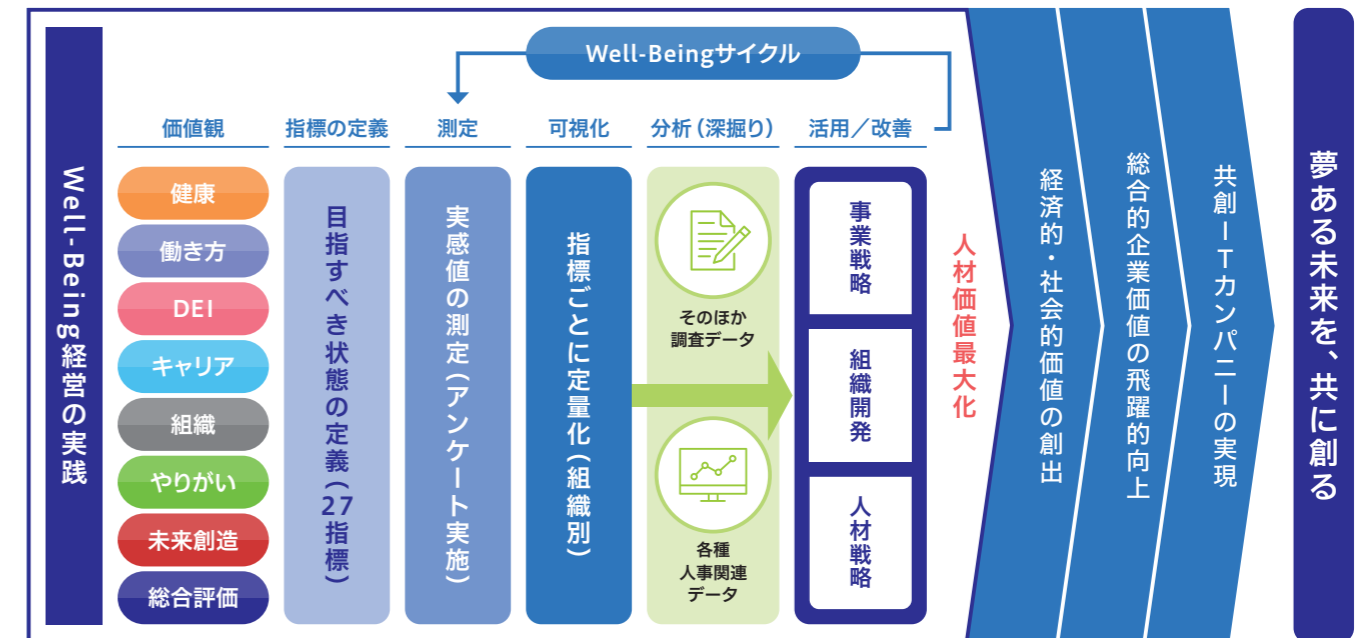 Well-Being経営の実践
Well-Beingサイクル
価値観
健康
働き方
DEI
キャリア
組織
やりがい
未来創造
総合評価
指標の定義
目指すべき状態の定義(27指標)
測定
実感値の測定(アンケート実施)
可視化
指標ごとに定量化(組織別)
分析(深掘り)
そのほか
調査データ
各種
人事関連
データ
活用／改善
事業戦略
組織開発
人材戦略
人材価値最大化
経済的・社会的価値の創出
総合的企業価値の飛躍的向上
共創ITカンパニーの実現
夢ある未来を、共に創る